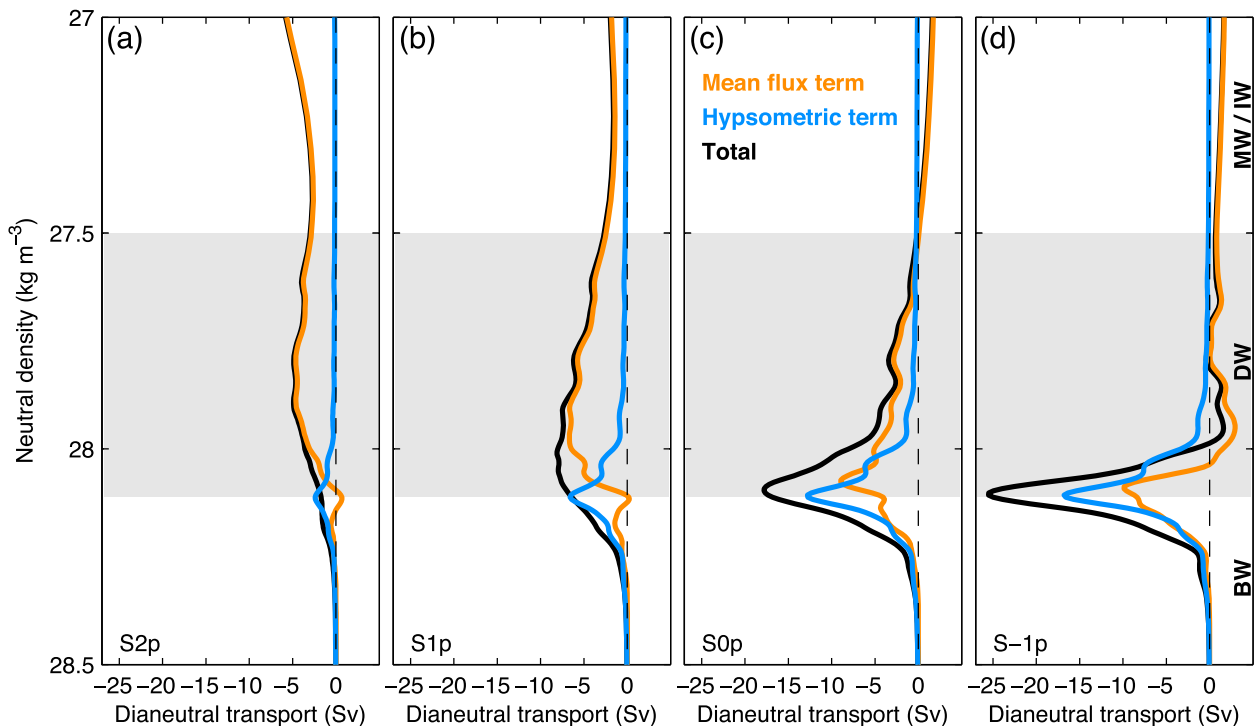 (a) (b) (c) (d)
27
27.5
28
28.5
Neutral density (kg m−3)
Mean flux term
Hypsometric term
Total
MW / IW
DW
BW
S2p S1p S0p S−1p
−25 −20 −15 −10 −5 0 −25 −20 −15 −10 −5 0 −25 −20 −15 −10 −5 0 −25 −20 −15 −10 −5 0
Dianeutral transport (Sv) Dianeutral transport (Sv) Dianeutral transport (Sv) Dianeutral transport (Sv)